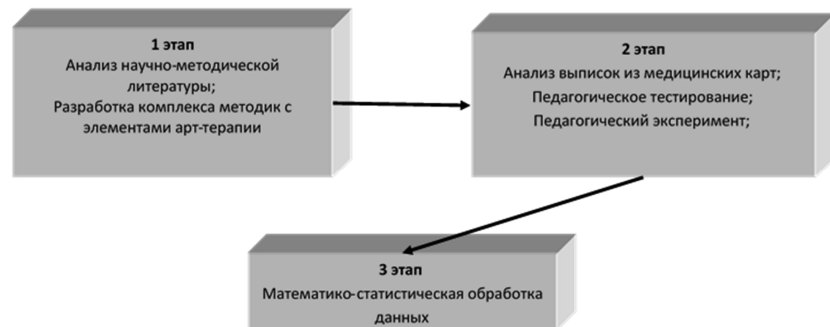 1 этап
Анализ научно-методической
литературы;
Разработка комплекса методик с
элементами арт-терапии
2 этап
Анализ выписок из медицинских карт;
Педагогическое тестирование;
Педагогический эксперимент;
3 этап
Математико-статистическая обработка
данных